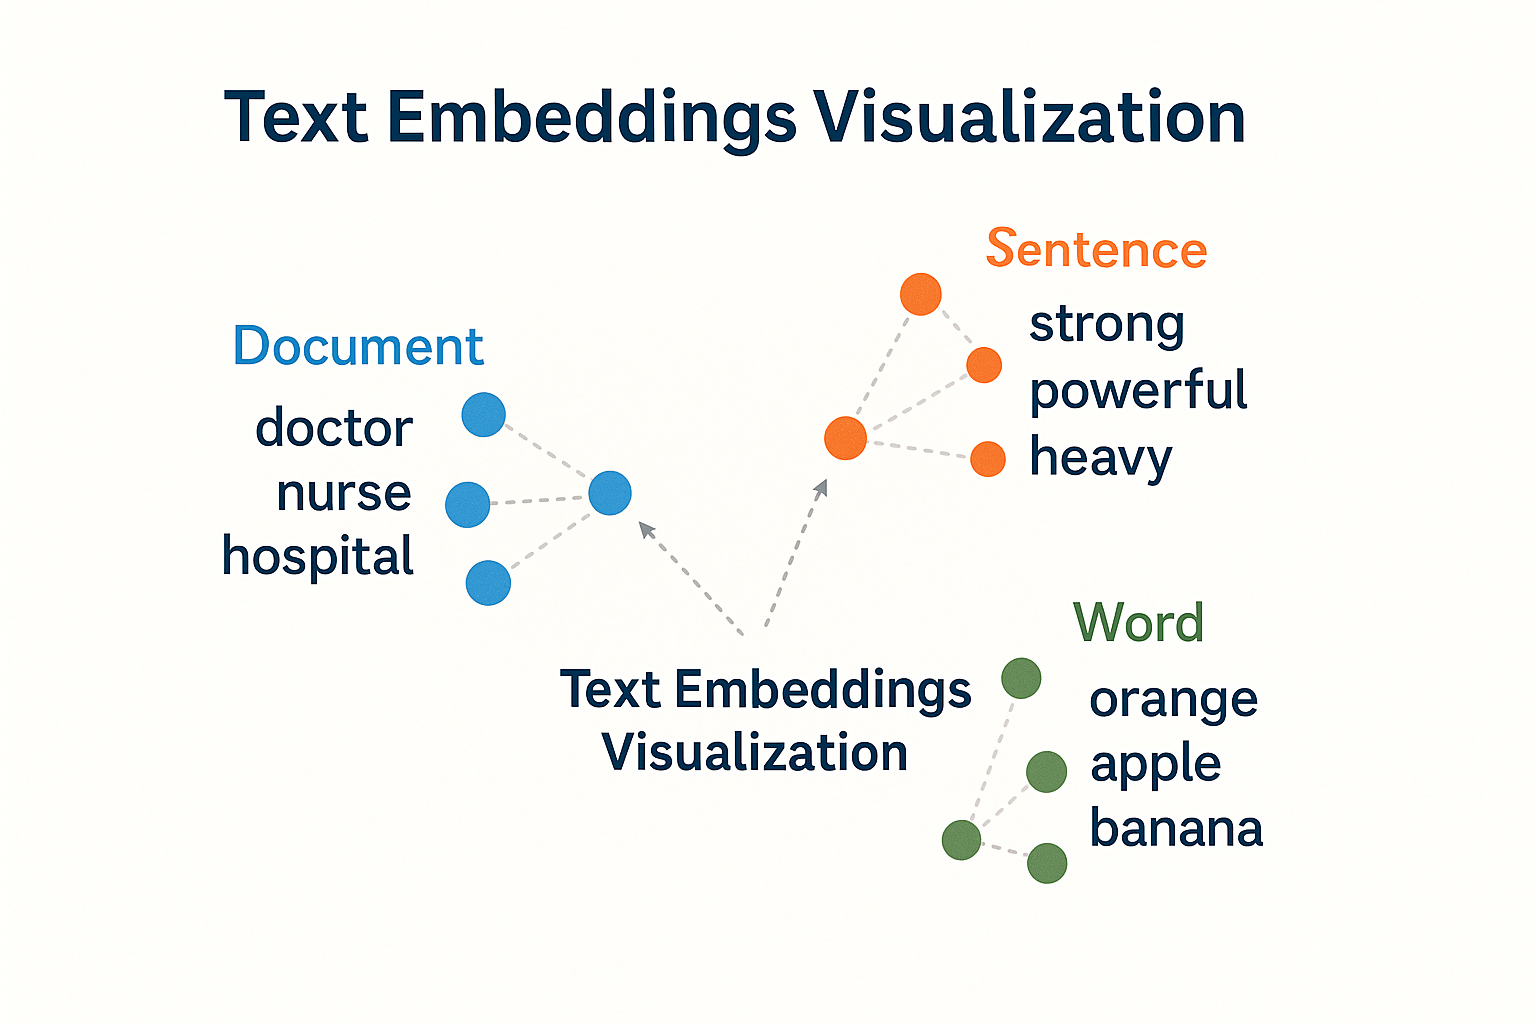 Text Embeddings Visualization
Document
doctor
nurse
hospital
Sentence
strong
powerful
heavy
Text Embeddings
Visualization
Word
orange
apple
banana